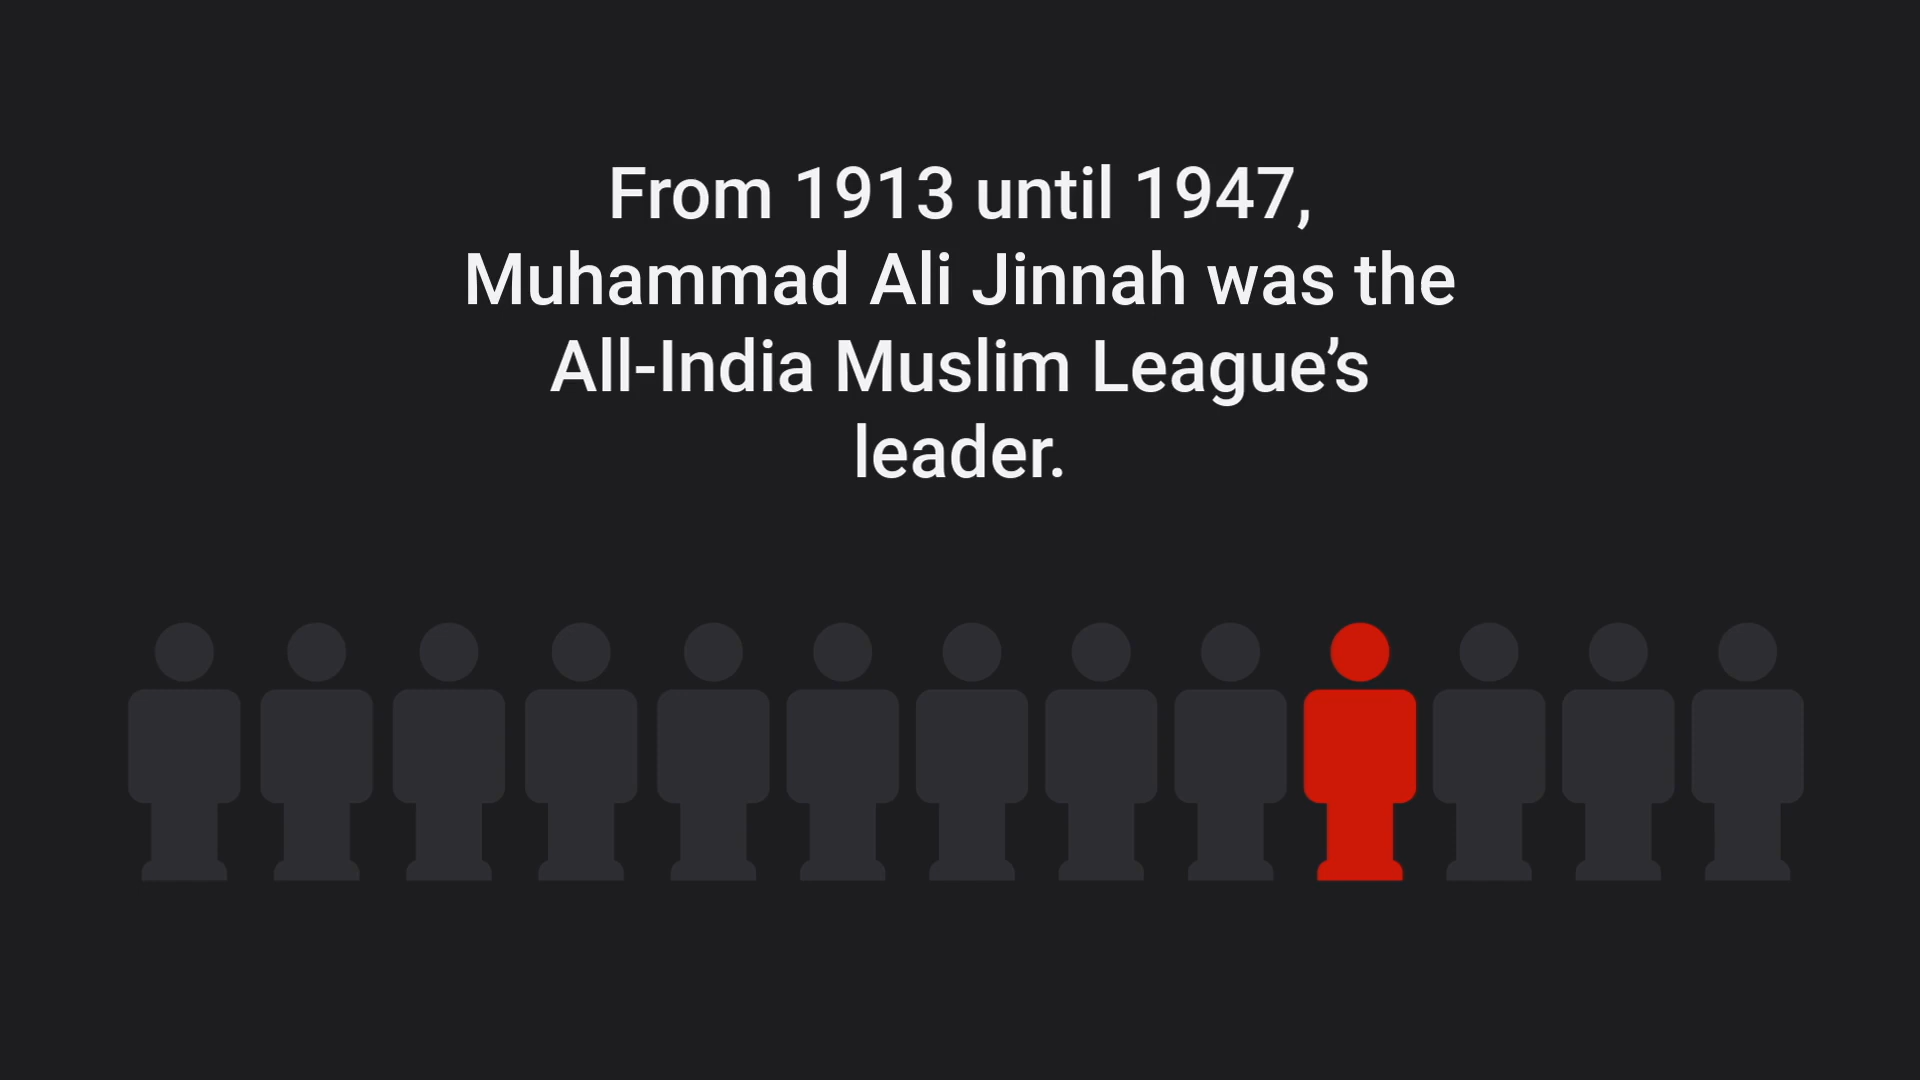 From 1913 until 1947,
Muhammad Ali Jinnah was the
All-India Muslim League’s
leader.